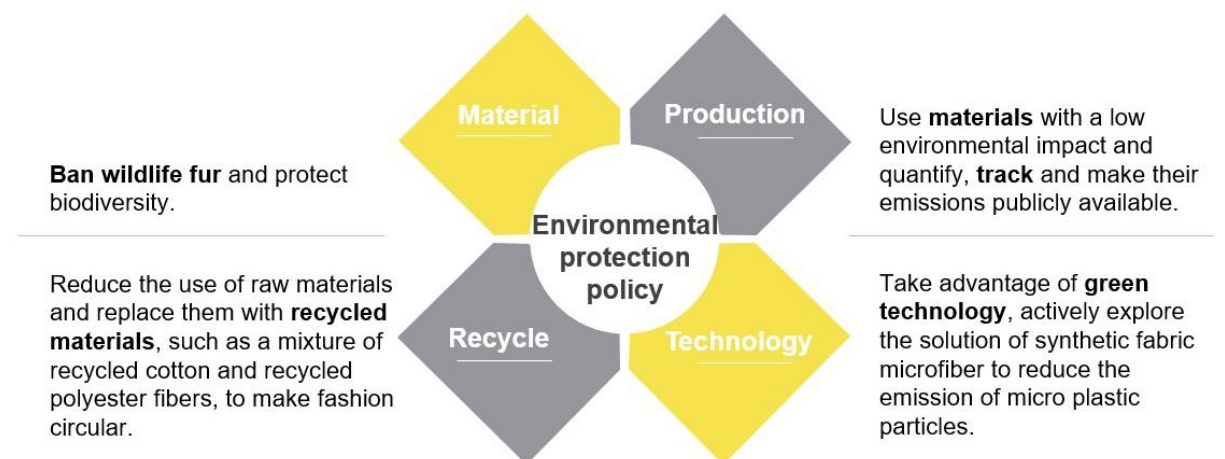 Material
Production
Ban wildlife fur and protect
biodiversity.
Use materials with a low
environmental impact and
quantify, track and make their
emissions publicly available.
Environmental
protection
policy
Reduce the use of raw materials
and replace them with recycled
materials, such as a mixture of
recycled cotton and recycled
polyester fibers, to make fashion
circular.
Recycle
Technology
Take advantage of green
technology, actively explore
the solution of synthetic fabric
microfiber to reduce the
emission of micro plastic
particles.